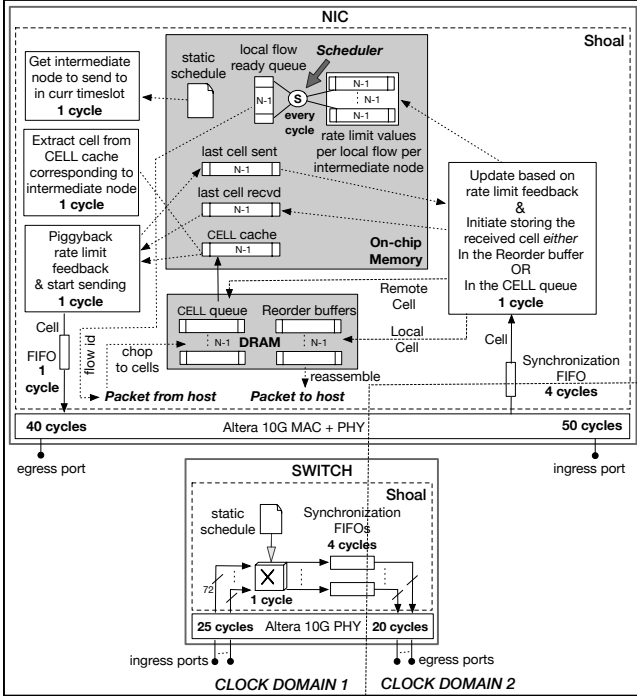 NIC
Shoal
Get intermediate
node to send to
in curr timeslot
1 cycle
static
schedule
local flow
ready queue
Scheduler
N-1
S
every
cycle
N-1
N-1
rate limit values
per local flow per
intermediate node
Extract cell from
CELL cache
corresponding to
intermediate node
1 cycle
last cell sent
N-1
last cell recvd
N-1
CELL cache
N-1
On-chip
Memory
Piggyback
rate limit
feedback
& start sending
1 cycle
Update based on
rate limit feedback
&
Initiate storing the
received cell either
In the Reorder buffer
OR
In the CELL queue
1 cycle
Remote
Cell
CELL queue
Reorder buffers
N-1
DRAM
N-1
Local
Cell
Cell
FIFO
1
cycle
flow id
chop
to cells
Packet from host
reassemble
Packet to host
Cell
Synchronization
FIFO
4 cycles
40 cycles
Altera 10G MAC + PHY
50 cycles
egress port
ingress port
SWITCH
Shoal
static
schedule
Synchronization
FIFOs
4 cycles
72
X
1 cycle
25 cycles
Altera 10G PHY
20 cycles
ingress ports
egress ports
CLOCK DOMAIN 1
CLOCK DOMAIN 2